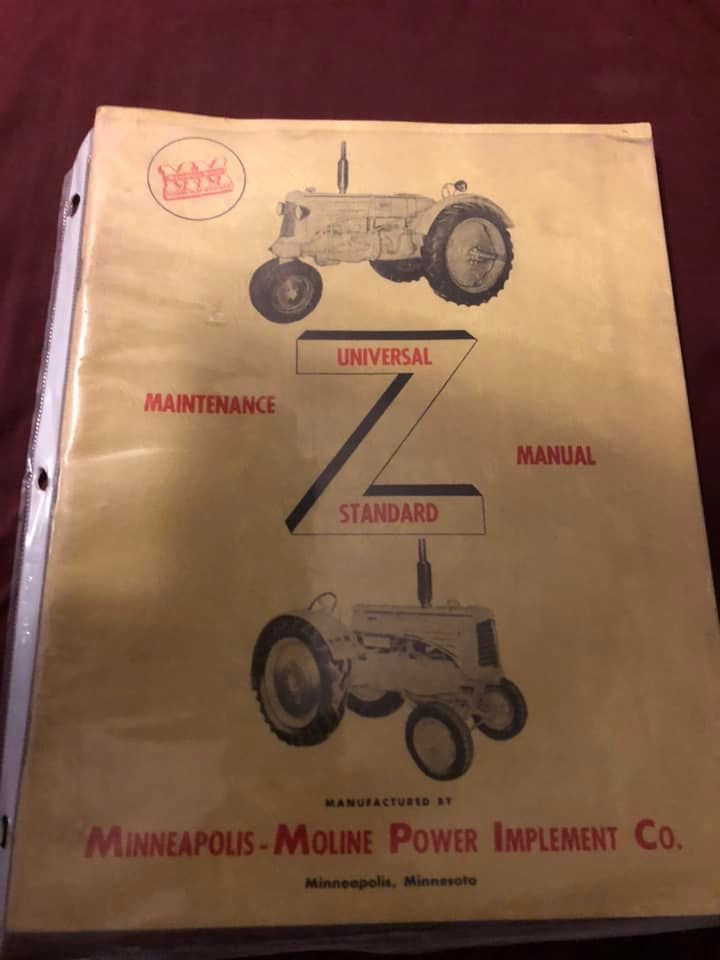 UNIVERSAL
Z
MAINTENANCE
MANUAL
STANDARD
MANUFACTURED BY
MINNEAPOLIS-MOLINE POWER IMPLEMENT CO.
Minneapolis, Minnesota